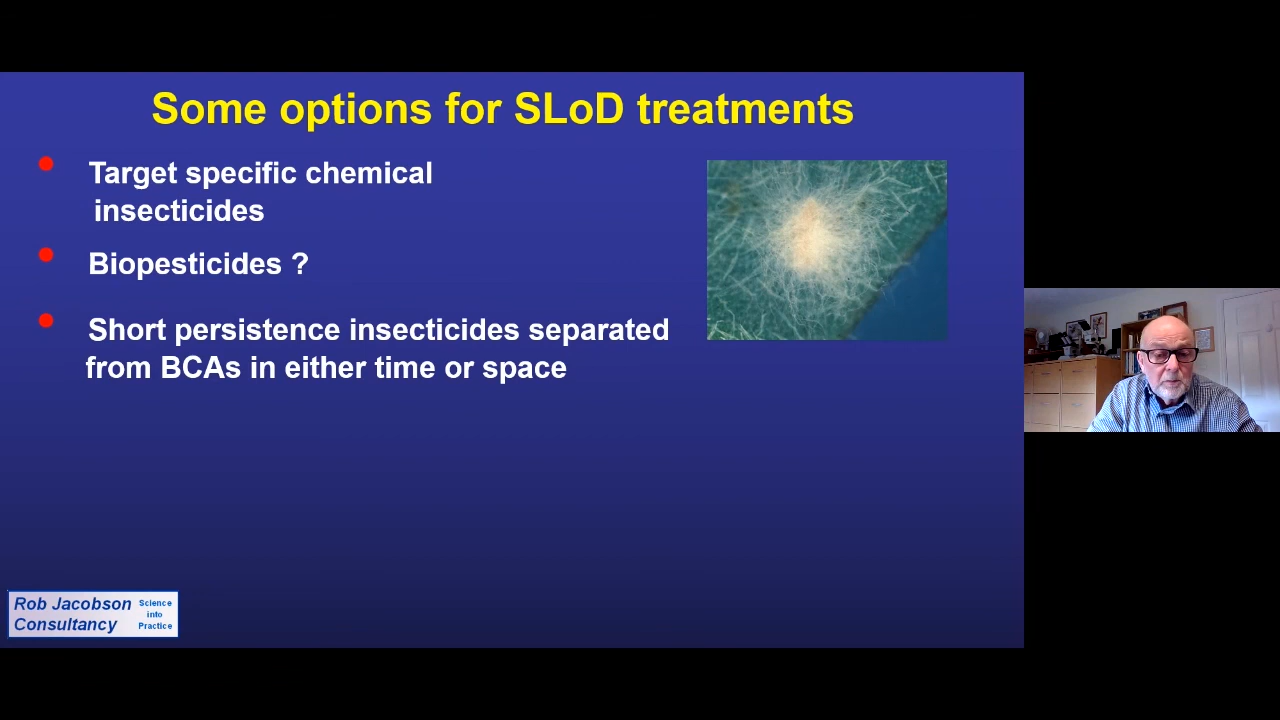 Some options for SLoD treatments
Target specific chemical
insecticides
Biopesticides ?
Short persistence insecticides separated
from BCAs in either time or space
Rob Jacobson
Consultancy
Science
into
Practice